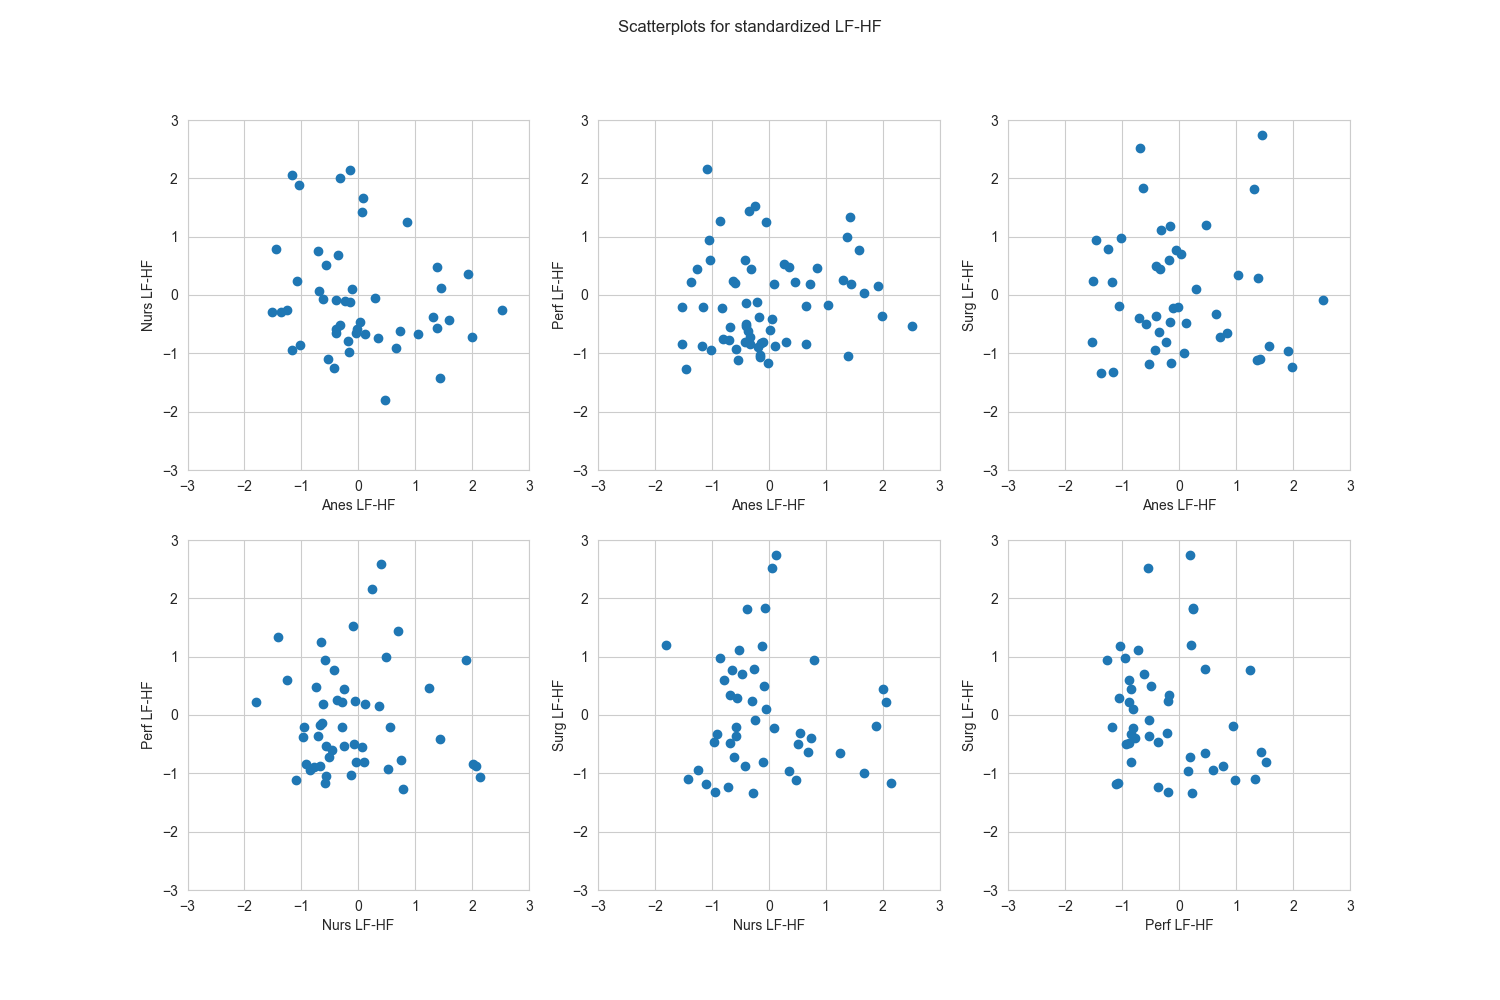 Scatterplots for standardized LF-HF
3
2
1
0
−1
−2
−3
Nurs LF-HF
−3 −2 −1 0 1 2 3
Anes LF-HF
3
2
1
0
−1
−2
−3
Perf LF-HF
−3 −2 −1 0 1 2 3
Anes LF-HF
3
2
1
0
−1
−2
−3
Surg LF-HF
−3 −2 −1 0 1 2 3
Anes LF-HF
3
2
1
0
−1
−2
−3
Perf LF-HF
−3 −2 −1 0 1 2 3
Nurs LF-HF
3
2
1
0
−1
−2
−3
Surg LF-HF
−3 −2 −1 0 1 2 3
Nurs LF-HF
3
2
1
0
−1
−2
−3
Surg LF-HF
−3 −2 −1 0 1 2 3
Perf LF-HF